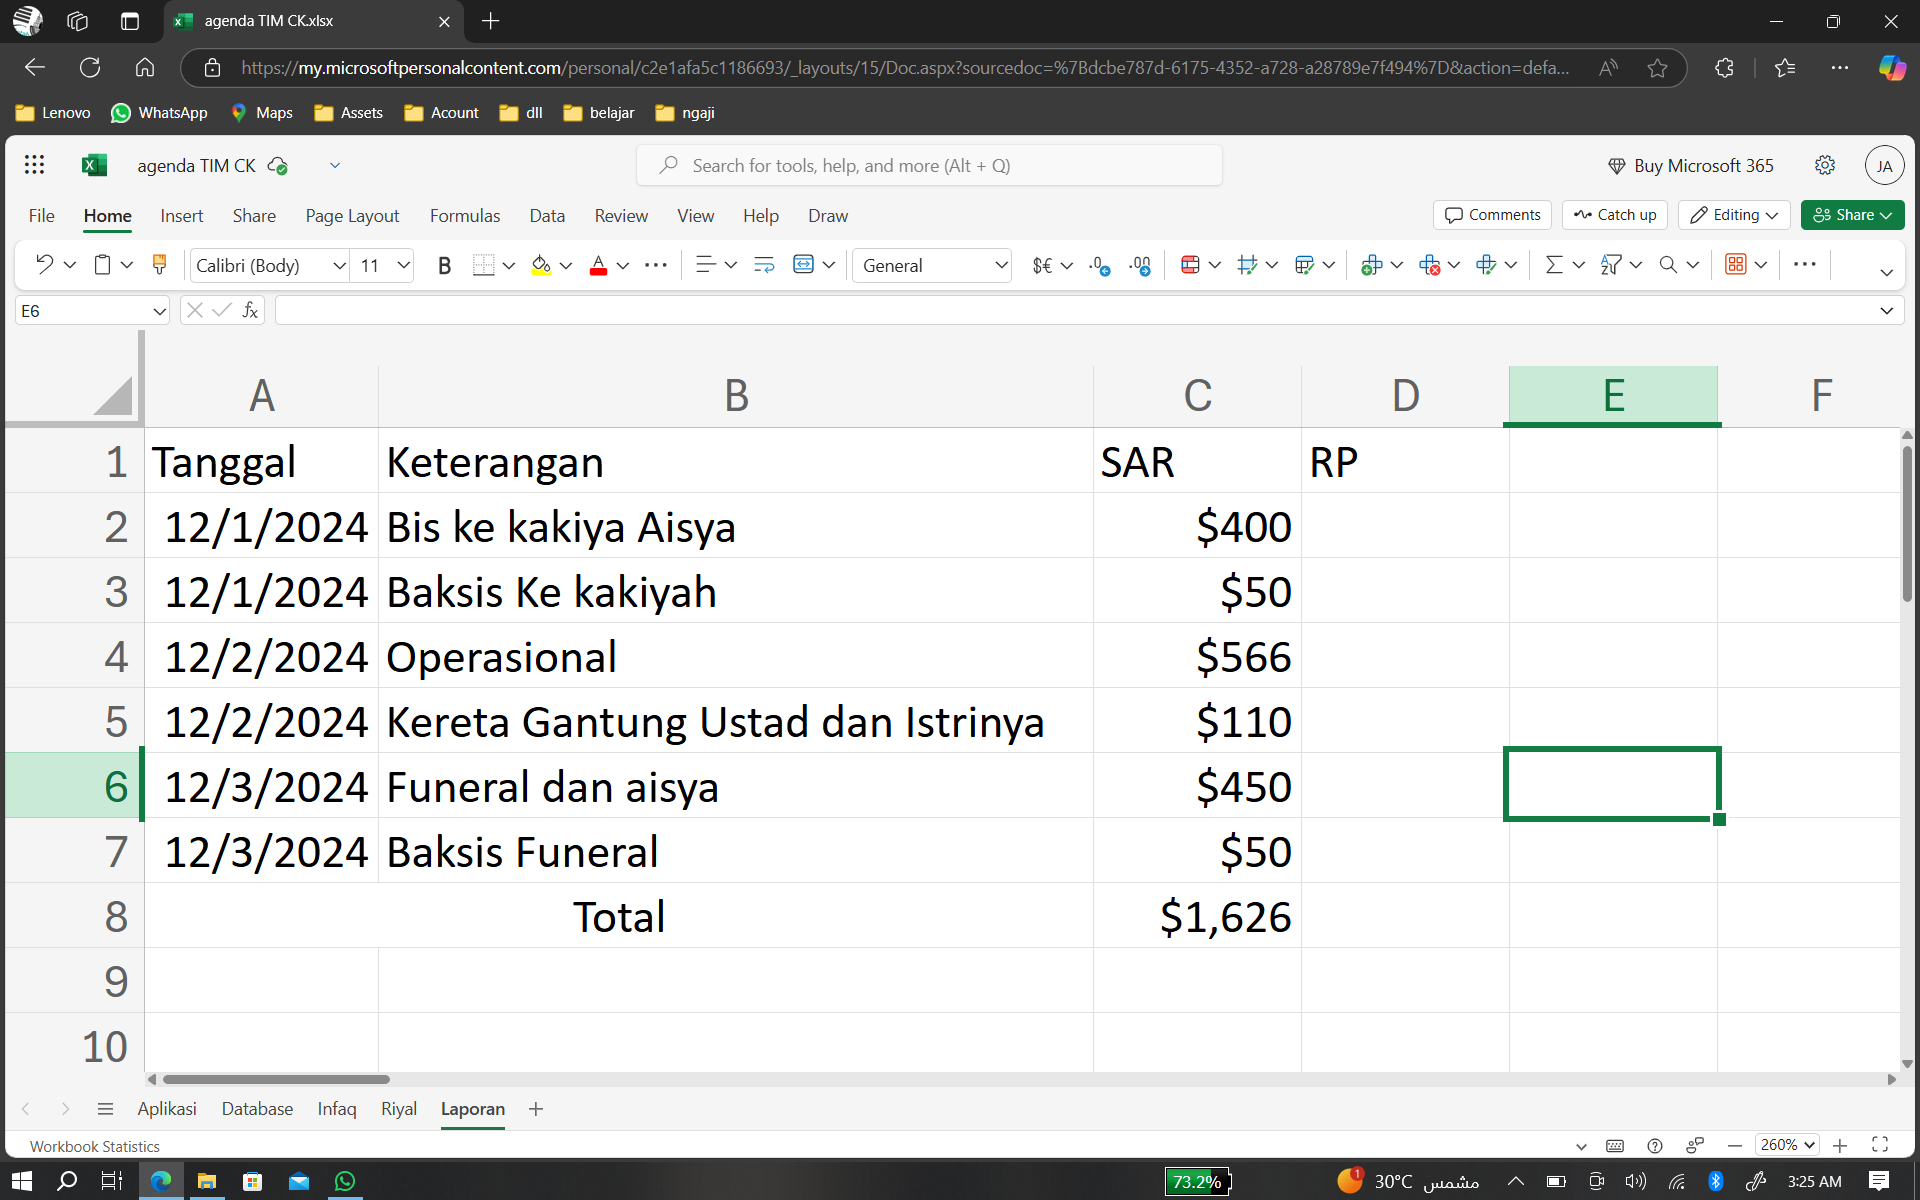 agenda TIM CK.xlsx
https://my.microsoftpersonalcontent.com/personal/c2e1afa5c1186693/_layouts/15/Doc.aspx?sourcedoc=%7Bdcbe787d-6175-4352-a728-a28789e7f494%7D&action=defa...
Lenovo WhatsApp Maps Assets Acount dll belajar ngaji
agenda TIM CK Search for tools, help, and more (Alt + Q) Buy Microsoft 365 JA
File Home Insert Share Page Layout Formulas Data Review View Help Draw Comments Catch up Editing Share
Calibri (Body) 11 B General
E6 fx
A B C D E F
1 Tanggal Keterangan SAR RP
2 12/1/2024 Bis ke kakiya Aisya $400
3 12/1/2024 Baksis Ke kakiyah $50
4 12/2/2024 Operasional $566
5 12/2/2024 Kereta Gantung Ustad dan Istrinya $110
6 12/3/2024 Funeral dan aisya $450
7 12/3/2024 Baksis Funeral $50
8 Total $1,626
9
10
Aplikasi Database Infaq Riyal Laporan
Workbook Statistics 260%
73.2% 1 30°C مشمس 3:25 AM